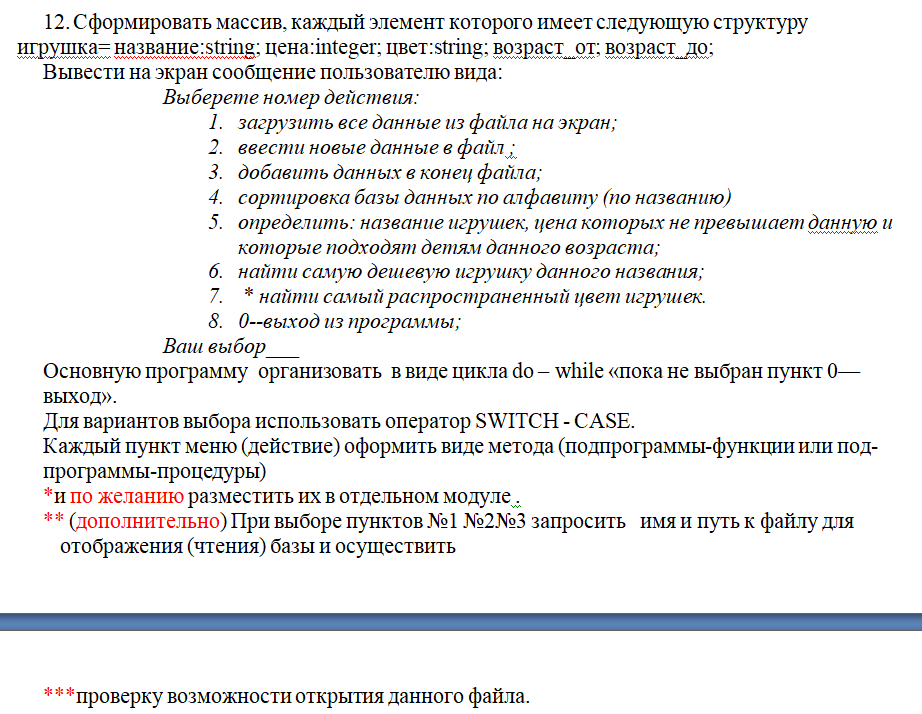 12. Сформировать массив, каждый элемент которого имеет следующую структуру
игрушка= название:string; цена:integer; цвет:string; возраст_от; возраст_до;
Вывести на экран сообщение пользователю вида:
Выберете номер действия:
1. загрузить все данные из файла на экран;
2. ввести новые данные в файл ;
3. добавить данных в конец файла;
4. сортировка базы данных по алфавиту (по названию)
5. определить: название игрушек, цена которых не превышает данную и
которые подходят детям данного возраста;
6. найти самую дешевую игрушку данного названия;
7. * найти самый распространенный цвет игрушек.
8. 0--выход из программы;
Ваш выбор___
Основную программу организовать в виде цикла do – while «пока не выбран пункт 0—
выход».
Для вариантов выбора использовать оператор SWITCH - CASE.
Каждый пункт меню (действие) оформить виде метода (подпрограммы-функции или под-
программы-процедуры)
*и по желанию разместить их в отдельном модуле .
** (дополнительно) При выборе пунктов №1 №2№3 запросить имя и путь к файлу для
отображения (чтения) базы и осуществить
***проверку возможности открытия данного файла.